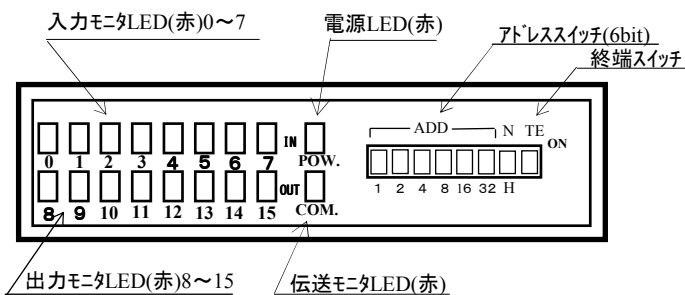 入力モニタLED(赤)0～7
電源LED(赤)
アドレススイッチ(6bit)
終端スイッチ
ADD N TE
ON
0 1 2 3 4 5 6 7 IN POW.
1 2 4 8 16 32 H
8 9 10 11 12 13 14 15 OUT COM.
出力モニタLED(赤)8～15
伝送モニタLED(赤)